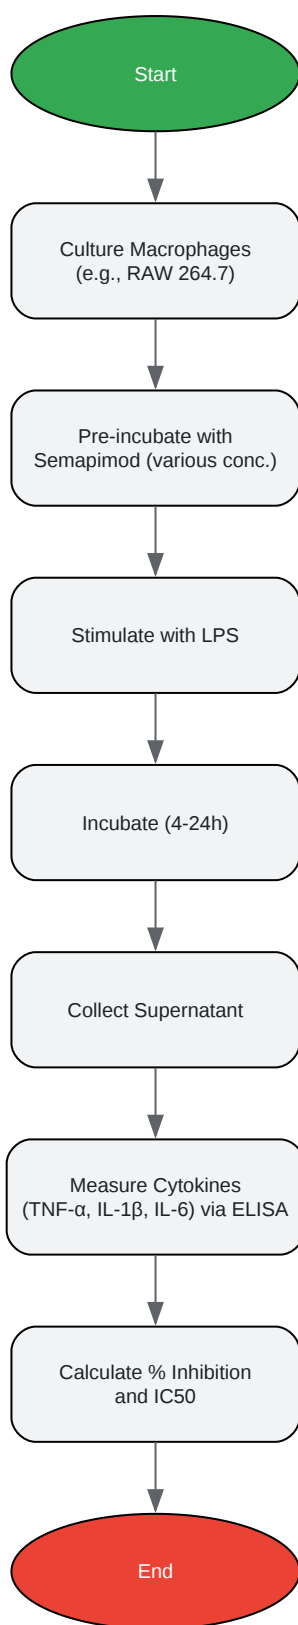 Start
Culture Macrophages
(e.g., RAW 264.7)
Pre-incubate with
Semapimod (various conc.)
Stimulate with LPS
Incubate (4-24h)
Collect Supernatant
Measure Cytokines
(TNF-α, IL-1β, IL-6) via ELISA
Calculate % Inhibition
and IC50
End